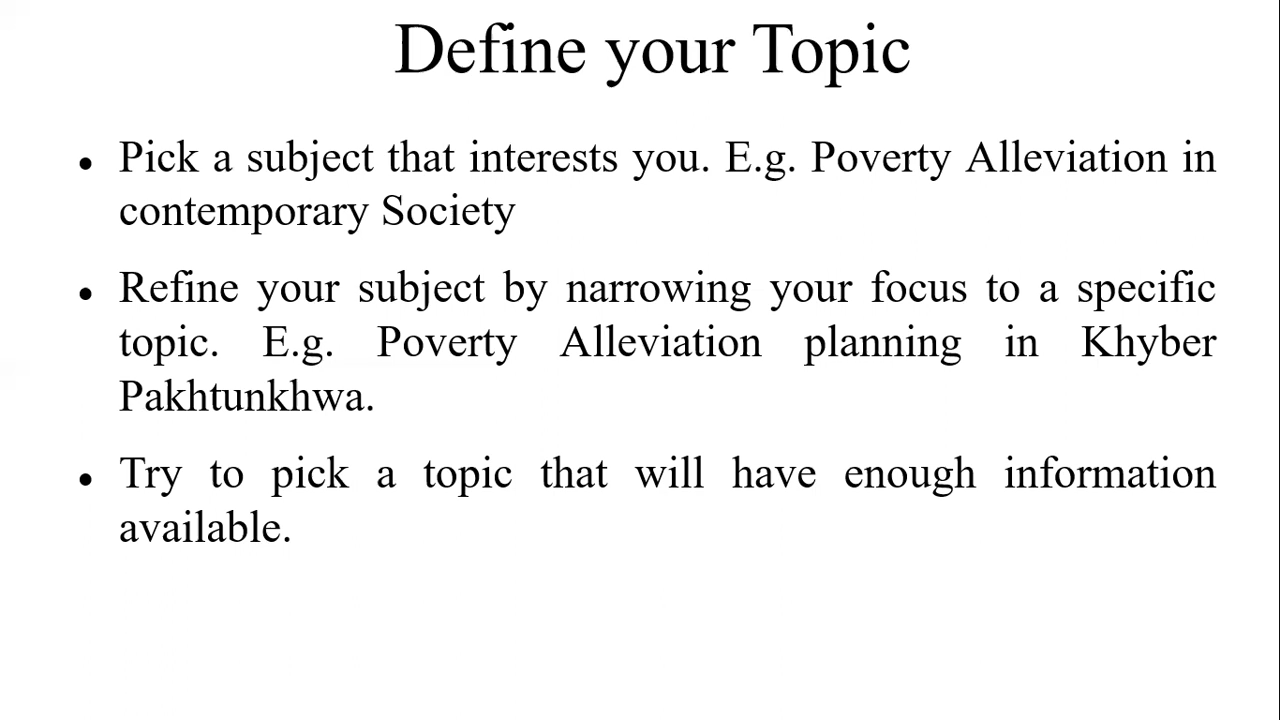 Define your Topic
• Pick a subject that interests you. E.g. Poverty Alleviation in
contemporary Society
• Refine your subject by narrowing your focus to a specific
topic. E.g. Poverty Alleviation planning in Khyber
Pakhtunkhwa.
• Try to pick a topic that will have enough information
available.